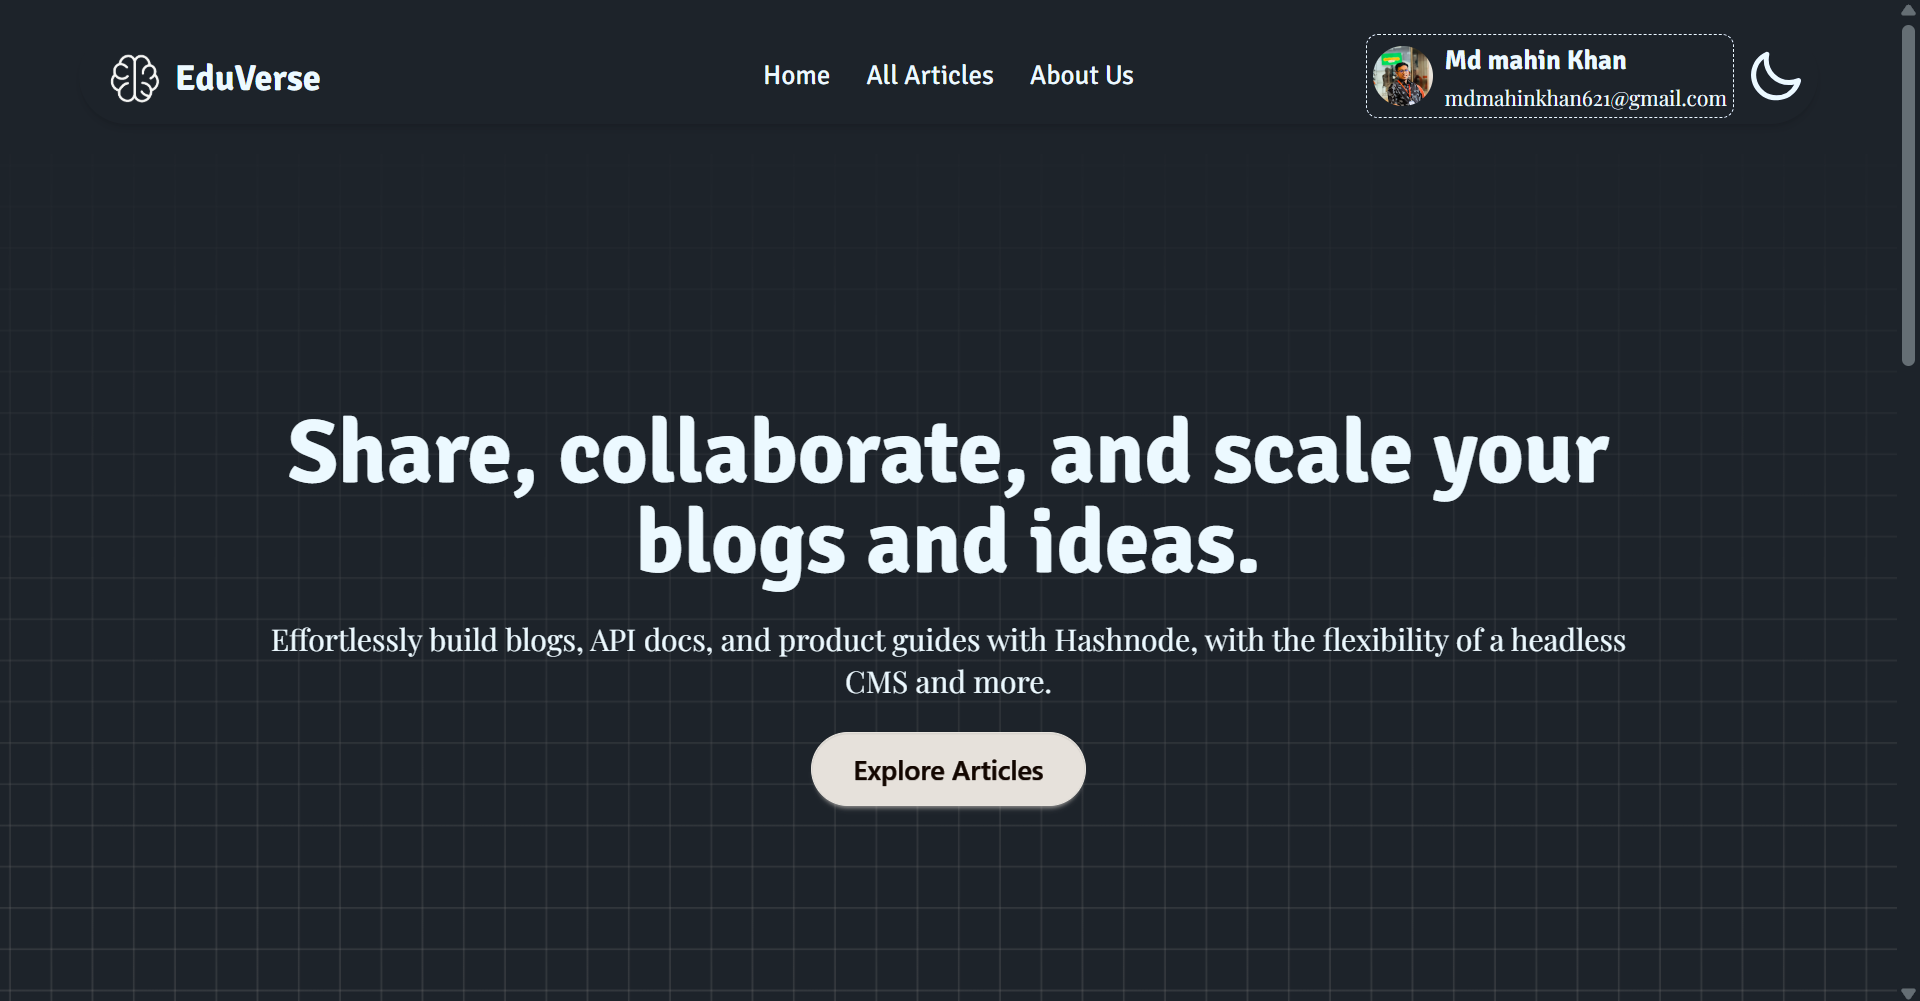 EduVerse
Home
All Articles
About Us
Md mahin Khan
mdmahinkhan621@gmail.com
Share, collaborate, and scale your
blogs and ideas.
Effortlessly build blogs, API docs, and product guides with Hashnode, with the flexibility of a headless
CMS and more.
Explore Articles